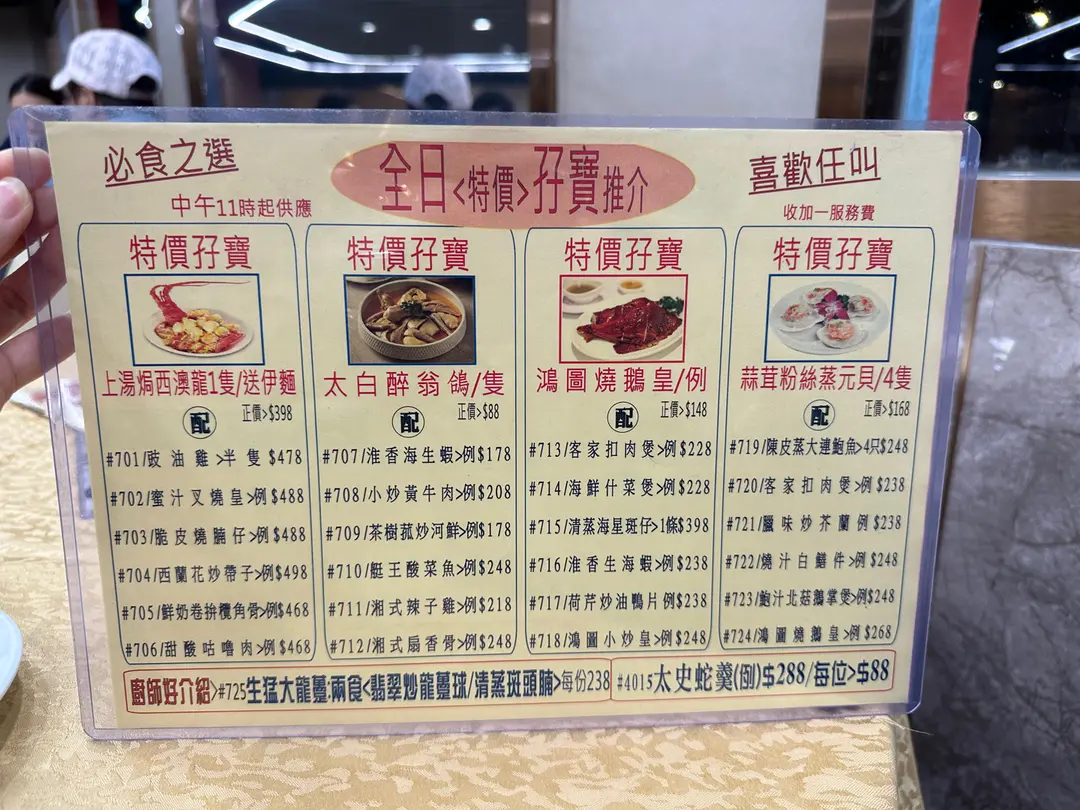 必食之選
全日<特價>孖寶推介
喜歡任叫
中午11時起供應
收加一服務費
特價孖寶
上湯焗西澳龍1隻/送伊麵
配
正價>$398
#701/豉油雞>半隻$478
#702/蜜汁叉燒皇>例$488
#703/脆皮燒腩仔>例$488
#704/西蘭花炒帶子>例$498
#705/鮮奶卷拚欖角骨>例$468
#706/甜酸咕嚕肉>例$468
特價孖寶
太白醉翁鴿/隻
配
正價>$88
#707/淮香海生蝦>例$178
#708/小炒黃牛肉>例$208
#709/茶樹菰炒河鮮>例$178
#710/艇王酸菜魚>例$248
#711/湘式辣子雞>例$218
#712/湘式扇香骨>例$248
特價孖寶
鴻圖燒鵝皇/例
配
正價>$148
#713/客家扣肉煲>例$228
#714/海鮮什菜煲>例$228
#715/清蒸海星斑仔>1條$398
#716/淮香生海蝦>例$238
#717/荷芹炒油鴨片例$238
#718/鴻圖小炒皇>例$248
特價孖寶
蒜茸粉絲蒸元貝/4隻
配
正價>$168
#719/陳皮蒸大連鮑魚>4只$248
#720/客家扣肉煲>例$238
#721/臘味炒芥蘭例$238
#722/燒汁白鱔件>例$248
#723/鮑汁北菇鵝掌煲>例$248
#724/鴻圖燒鵝皇>例$268
廚師好介紹>#725生猛大龍躉:兩食<翡翠炒龍躉球/清蒸斑頭腩>每份238
#4015太史蛇羹(例)$288/每位>$88